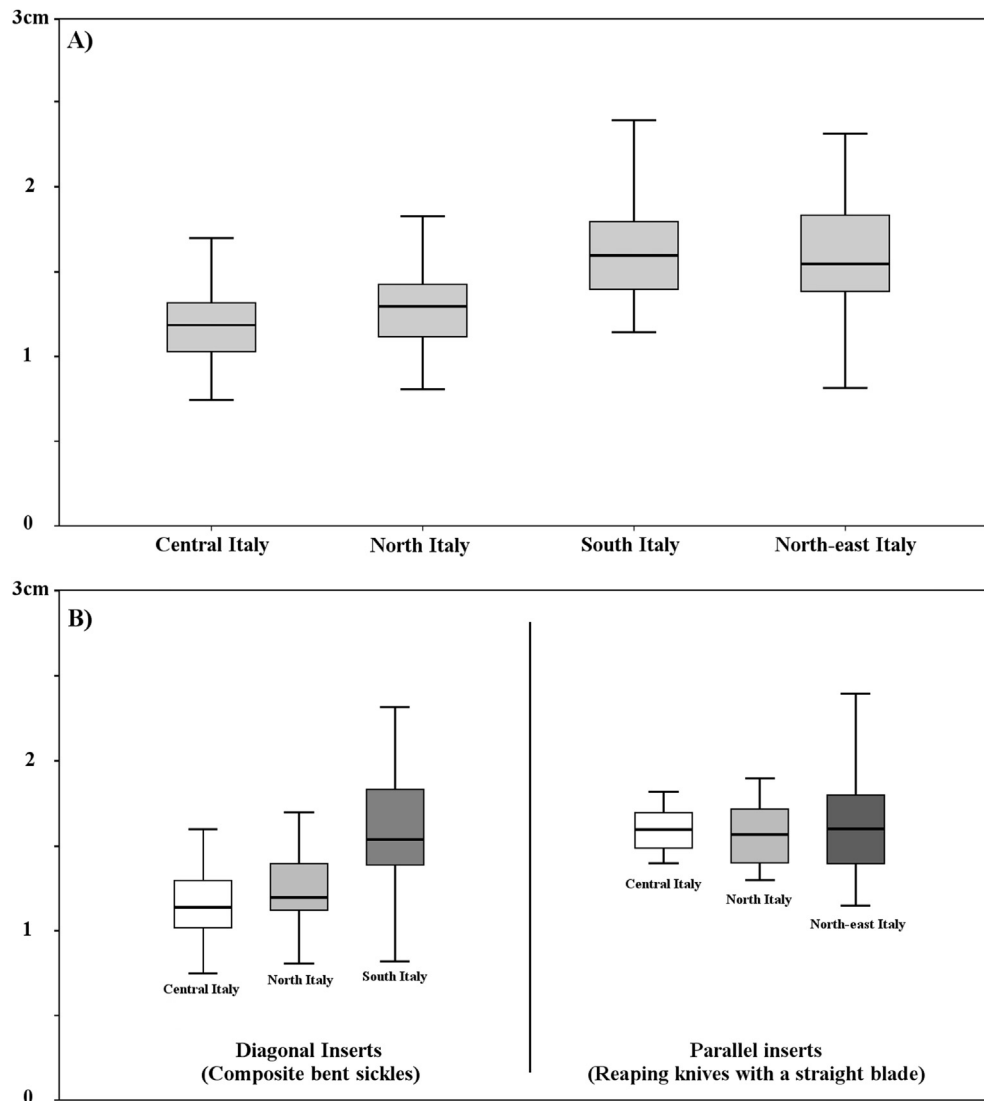 3cm
A)
2
1
0
Central Italy
North Italy
South Italy
North-east Italy
3cm
B)
2
1
0
Central Italy
North Italy
South Italy
Central Italy
North Italy
North-east Italy
Diagonal Inserts
(Composite bent sickles)
Parallel inserts
(Reaping knives with a straight blade)